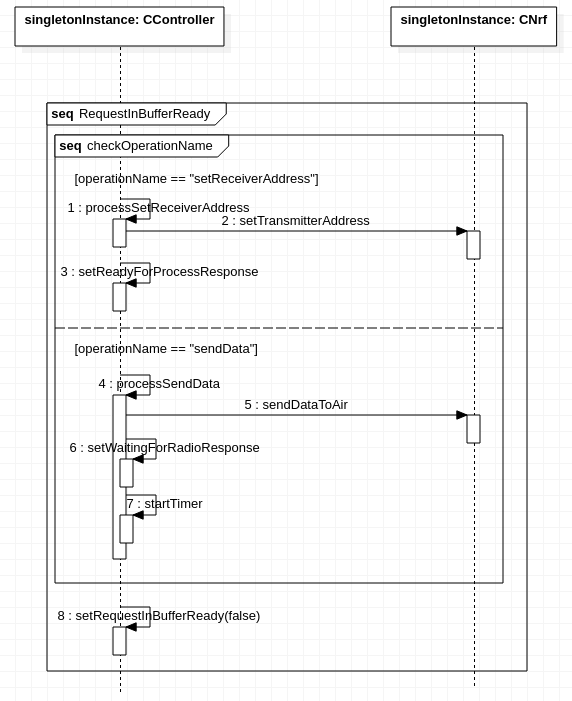 singletonInstance: CController
singletonInstance: CNrf
seq RequestInBufferReady
seq checkOperationName
[operationName == "setReceiverAddress"]
1 : processSetReceiverAddress
2 : setTransmitterAddress
3 : setReadyForProcessResponse
[operationName == "sendData"]
4 : processSendData
5 : sendDataToAir
6 : setWaitingForRadioResponse
7 : startTimer
8 : setRequestInBufferReady(false)